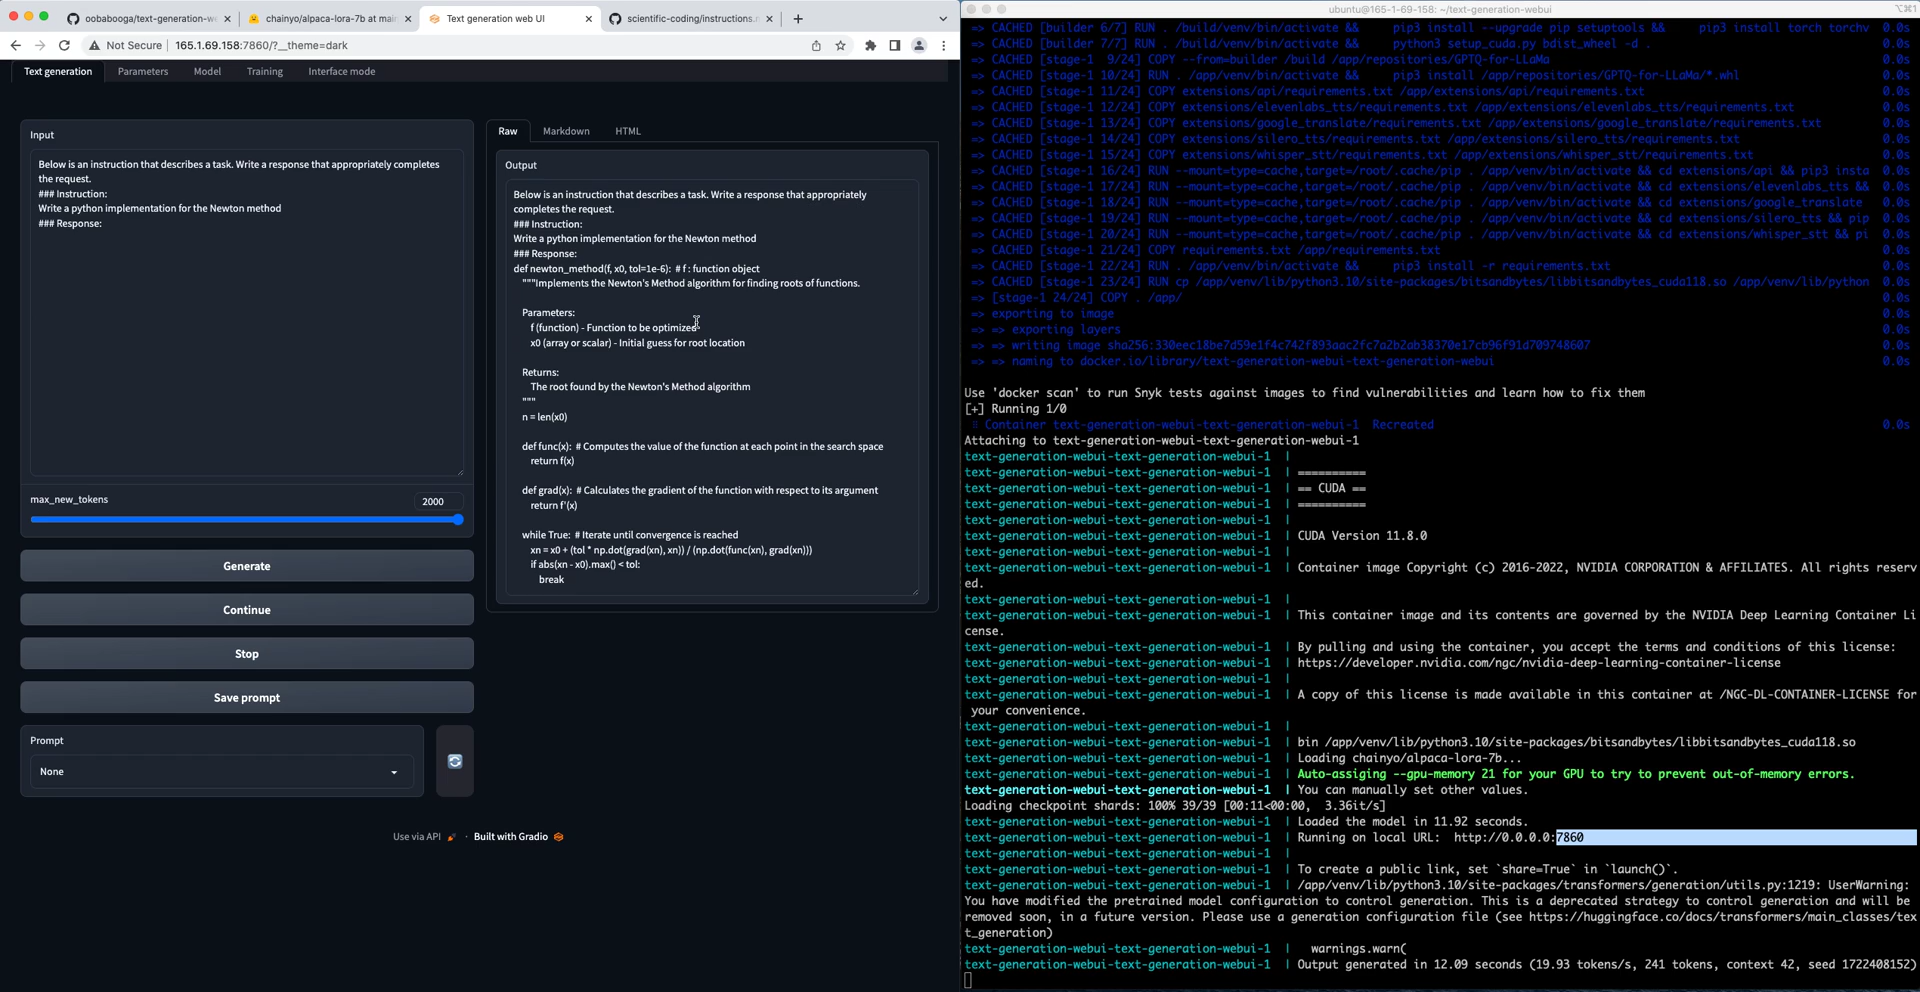 oobabooga/text-generation-we
chainyo/alpaca-lora-7b at mai
Text generation web UI
scientific-coding/instructions.m
Not Secure
165.1.69.158:7860/?__theme=dark
Text generation
Parameters
Model
Training
Interface mode
Input
Below is an instruction that describes a task. Write a response that appropriately completes
the request.
### Instruction:
Write a python implementation for the Newton method
### Response:
max_new_tokens
2000
Generate
Continue
Stop
Save prompt
Prompt
None
Raw
Markdown
HTML
Output
Below is an instruction that describes a task. Write a response that appropriately
completes the request.
### Instruction:
Write a python implementation for the Newton method
### Response:
def newton_method(f, x0, tol=1e-6):  # f : function object
"""Implements the Newton's Method algorithm for finding roots of functions.
Parameters:
f (function) - Function to be optimized
x0 (array or scalar) - Initial guess for root location
Returns:
The root found by the Newton's Method algorithm
"""
n = len(x0)
def func(x):  # Computes the value of the function at each point in the search space
return f(x)
def grad(x):  # Calculates the gradient of the function with respect to its argument
return f'(x)
while True:  # Iterate until convergence is reached
xn = x0 + (tol * np.dot(grad(xn), xn)) / (np.dot(func(xn), grad(xn)))
if abs(xn - x0).max() < tol:
break
Use via API
· Built with Gradio
ubuntu@165-1-69-158: ~/text-generation-webui
⌥⌘1
=> CACHED [builder 6/7] RUN . /build/venv/bin/activate &&     pip3 install --upgrade pip setuptools &&     pip3 install torch torchv  0.0s
=> CACHED [builder 7/7] RUN . /build/venv/bin/activate &&     python3 setup_cuda.py bdist_wheel -d .  0.0s
=> CACHED [stage-1  9/24] COPY --from=builder /build /app/repositories/GPTQ-for-LLaMa  0.0s
=> CACHED [stage-1 10/24] RUN . /app/venv/bin/activate &&     pip3 install /app/repositories/GPTQ-for-LLaMa/*.whl  0.0s
=> CACHED [stage-1 11/24] COPY extensions/api/requirements.txt /app/extensions/api/requirements.txt  0.0s
=> CACHED [stage-1 12/24] COPY extensions/elevenlabs_tts/requirements.txt /app/extensions/elevenlabs_tts/requirements.txt  0.0s
=> CACHED [stage-1 13/24] COPY extensions/google_translate/requirements.txt /app/extensions/google_translate/requirements.txt  0.0s
=> CACHED [stage-1 14/24] COPY extensions/silero_tts/requirements.txt /app/extensions/silero_tts/requirements.txt  0.0s
=> CACHED [stage-1 15/24] COPY extensions/whisper_stt/requirements.txt /app/extensions/whisper_stt/requirements.txt  0.0s
=> CACHED [stage-1 16/24] RUN --mount=type=cache,target=/root/.cache/pip . /app/venv/bin/activate && cd extensions/api && pip3 insta  0.0s
=> CACHED [stage-1 17/24] RUN --mount=type=cache,target=/root/.cache/pip . /app/venv/bin/activate && cd extensions/elevenlabs_tts &&  0.0s
=> CACHED [stage-1 18/24] RUN --mount=type=cache,target=/root/.cache/pip . /app/venv/bin/activate && cd extensions/google_translate  0.0s
=> CACHED [stage-1 19/24] RUN --mount=type=cache,target=/root/.cache/pip . /app/venv/bin/activate && cd extensions/silero_tts && pip  0.0s
=> CACHED [stage-1 20/24] RUN --mount=type=cache,target=/root/.cache/pip . /app/venv/bin/activate && cd extensions/whisper_stt && pi  0.0s
=> CACHED [stage-1 21/24] COPY requirements.txt /app/requirements.txt  0.0s
=> CACHED [stage-1 22/24] RUN . /app/venv/bin/activate &&     pip3 install -r requirements.txt  0.0s
=> CACHED [stage-1 23/24] RUN cp /app/venv/lib/python3.10/site-packages/bitsandbytes/libbitsandbytes_cuda118.so /app/venv/lib/python  0.0s
=> [stage-1 24/24] COPY . /app/  0.0s
=> exporting to image  0.0s
=> => exporting layers  0.0s
=> => writing image sha256:330eec18be7d59e1f4c742f893aac2fc7a2b2ab38370e17cb96f91d709748607  0.0s
=> => naming to docker.io/library/text-generation-webui-text-generation-webui  0.0s
Use 'docker scan' to run Snyk tests against images to find vulnerabilities and learn how to fix them
[+] Running 1/0
⠿ Container text-generation-webui-text-generation-webui-1  Recreated  0.0s
Attaching to text-generation-webui-text-generation-webui-1
text-generation-webui-text-generation-webui-1  |
text-generation-webui-text-generation-webui-1  | ==========
text-generation-webui-text-generation-webui-1  | == CUDA ==
text-generation-webui-text-generation-webui-1  | ==========
text-generation-webui-text-generation-webui-1  |
text-generation-webui-text-generation-webui-1  | CUDA Version 11.8.0
text-generation-webui-text-generation-webui-1  |
text-generation-webui-text-generation-webui-1  | Container image Copyright (c) 2016-2022, NVIDIA CORPORATION & AFFILIATES. All rights reserv
ed.
text-generation-webui-text-generation-webui-1  |
text-generation-webui-text-generation-webui-1  | This container image and its contents are governed by the NVIDIA Deep Learning Container Li
cense.
text-generation-webui-text-generation-webui-1  | By pulling and using the container, you accept the terms and conditions of this license:
text-generation-webui-text-generation-webui-1  | https://developer.nvidia.com/ngc/nvidia-deep-learning-container-license
text-generation-webui-text-generation-webui-1  |
text-generation-webui-text-generation-webui-1  | A copy of this license is made available in this container at /NGC-DL-CONTAINER-LICENSE for
your convenience.
text-generation-webui-text-generation-webui-1  |
text-generation-webui-text-generation-webui-1  | bin /app/venv/lib/python3.10/site-packages/bitsandbytes/libbitsandbytes_cuda118.so
text-generation-webui-text-generation-webui-1  | Loading chainyo/alpaca-lora-7b...
text-generation-webui-text-generation-webui-1  | Auto-assiging --gpu-memory 21 for your GPU to try to prevent out-of-memory errors.
text-generation-webui-text-generation-webui-1  | You can manually set other values.
Loading checkpoint shards: 100% 39/39 [00:11<00:00,  3.36it/s]
text-generation-webui-text-generation-webui-1  | Loaded the model in 11.92 seconds.
text-generation-webui-text-generation-webui-1  | Running on local URL:  http://0.0.0.0:7860
text-generation-webui-text-generation-webui-1  |
text-generation-webui-text-generation-webui-1  | To create a public link, set `share=True` in `launch()`.
text-generation-webui-text-generation-webui-1  | /app/venv/lib/python3.10/site-packages/transformers/generation/utils.py:1219: UserWarning:
You have modified the pretrained model configuration to control generation. This is a deprecated strategy to control generation and will be
removed soon, in a future version. Please use a generation configuration file (see https://huggingface.co/docs/transformers/main_classes/tex
t_generation)
text-generation-webui-text-generation-webui-1  |   warnings.warn(
text-generation-webui-text-generation-webui-1  | Output generated in 12.09 seconds (19.93 tokens/s, 241 tokens, context 42, seed 1722408152)